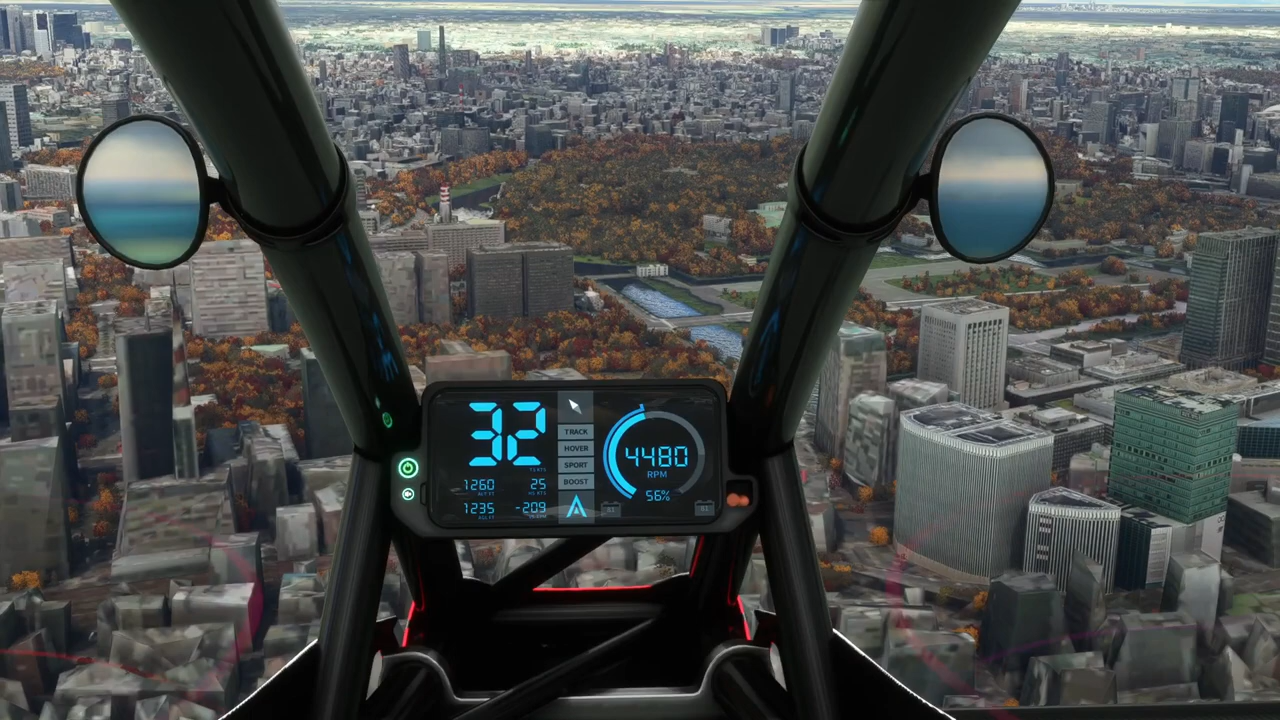 32
1260
25
1235
-209
TRACK
HOVER
SPORT
BOOST
4480
RPM
56%